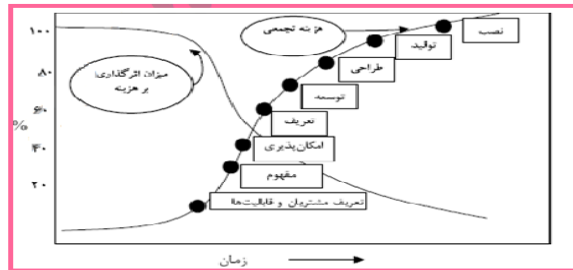 ۱۰۰
۸۰
۶۰
%
۴۰
۲۰
هزینه تجمعی
میزان اثرگذاری
بر هزینه
نصب
تولید
طراحی
توسعه
تعریف
امکان‌پذیری
مفهوم
تعریف مشتریان و قابالیت‌ها
زمان